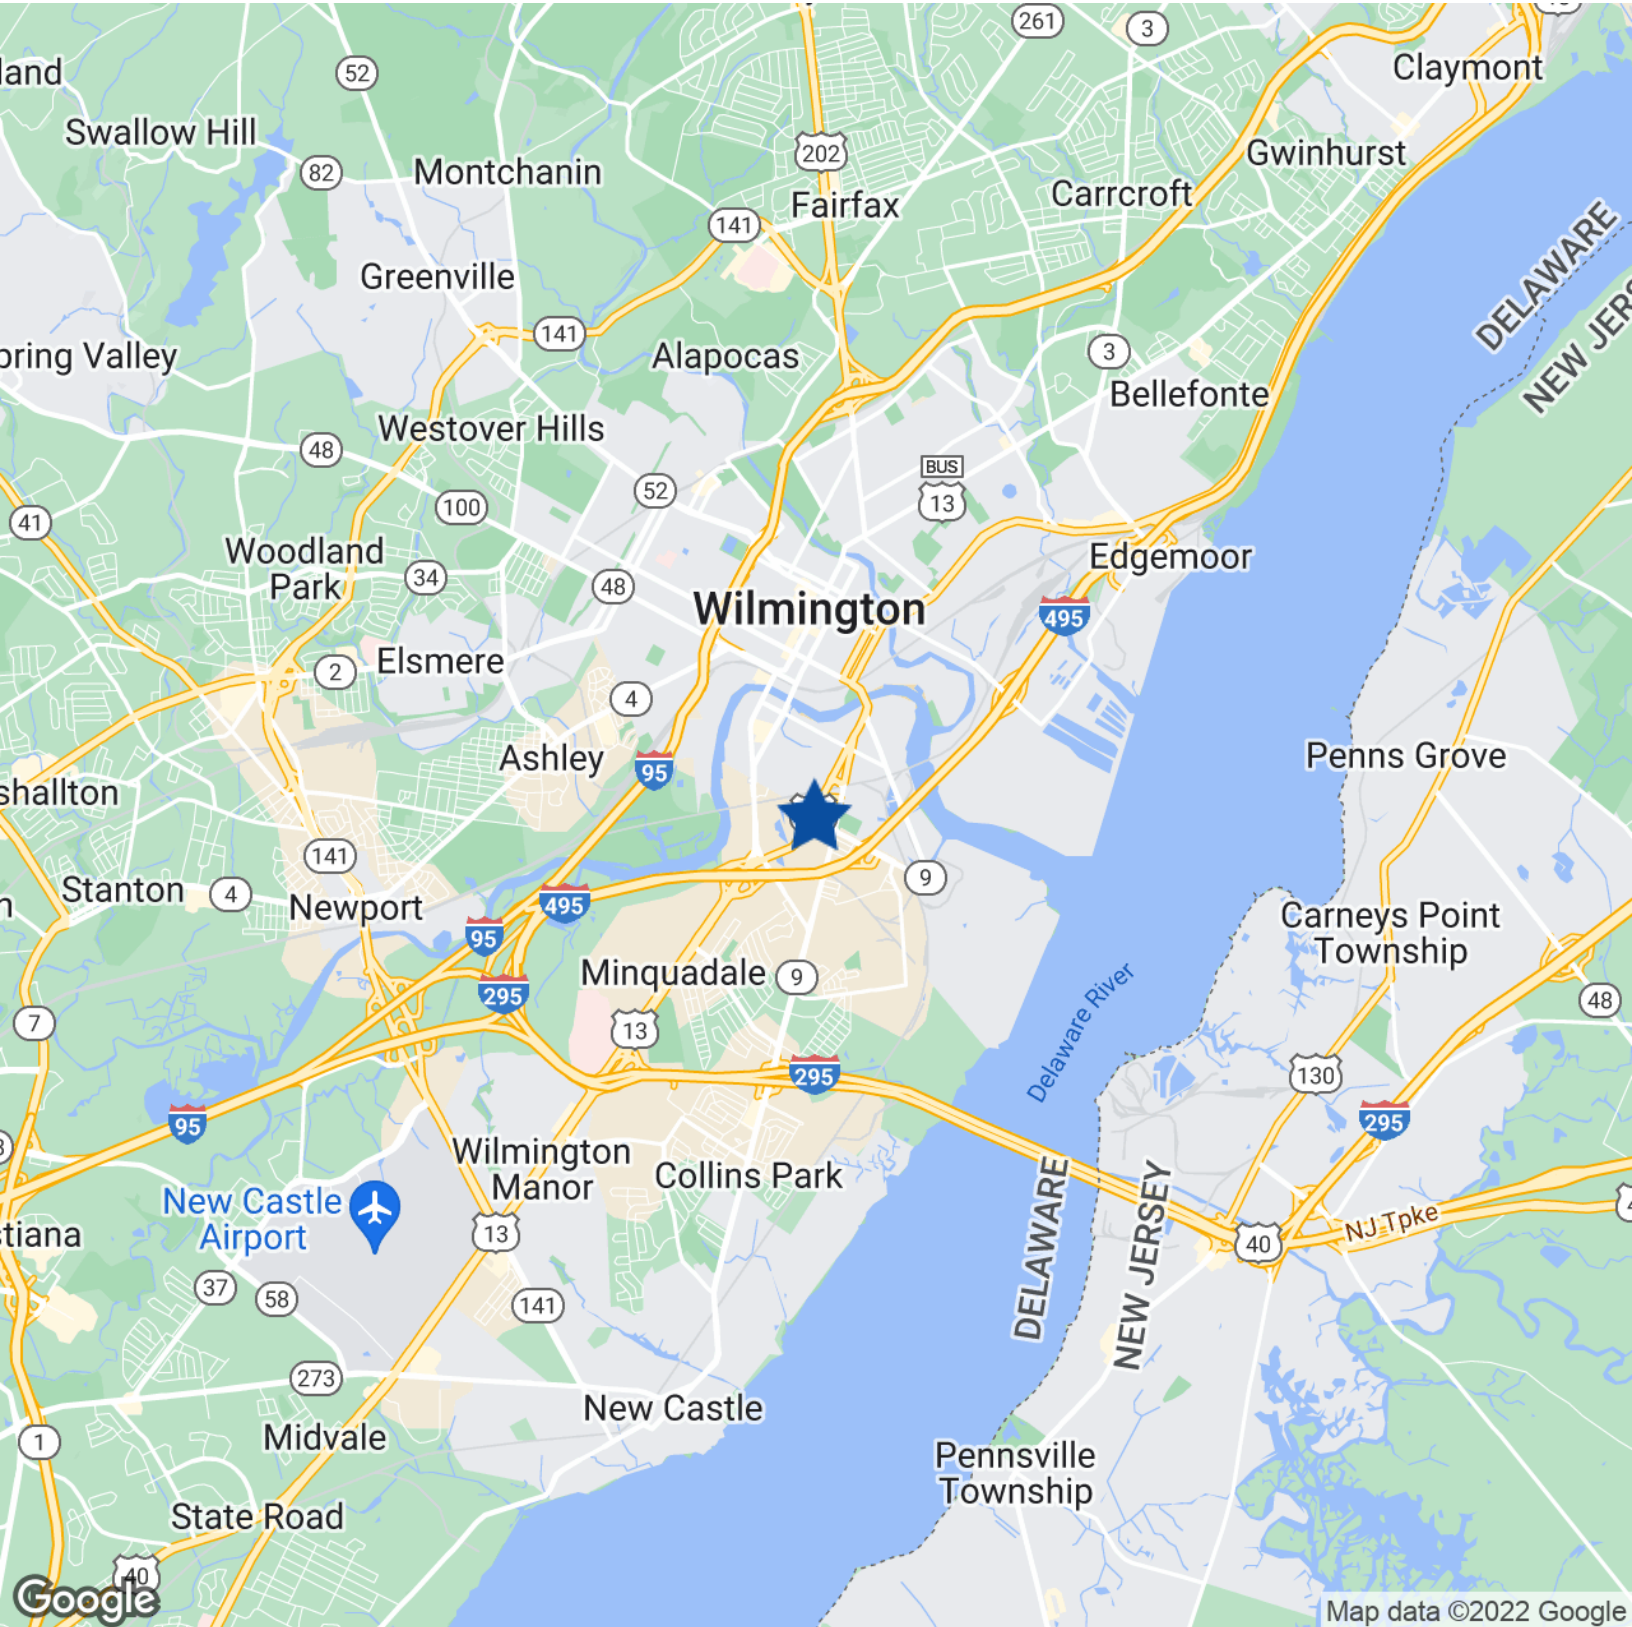 261
3
land
52
Claymont
Swallow Hill
202
Gwinhurst
82
Montchanin
Carrcroft
Fairfax
141
DELAWARE
NEW JERS
Greenville
141
Alapocas
3
pring Valley
Bellefonte
Westover Hills
48
BUS
13
52
100
41
Woodland
Park
34
48
Edgemoor
Wilmington
495
Elsmere
2
4
Ashley
95
Penns Grove
shallton
141
Stanton
4
9
Newport
495
95
Carneys Point
Township
Minquadale
9
295
48
7
13
Delaware River
295
130
95
295
Wilmington
Manor
Collins Park
New Castle
Airport
DELAWARE
NEW JERSEY
NJ Tpke
stiana
13
40
37
58
141
273
New Castle
Midvale
1
Pennsville
Township
State Road
40
Google
Map data ©2022 Google